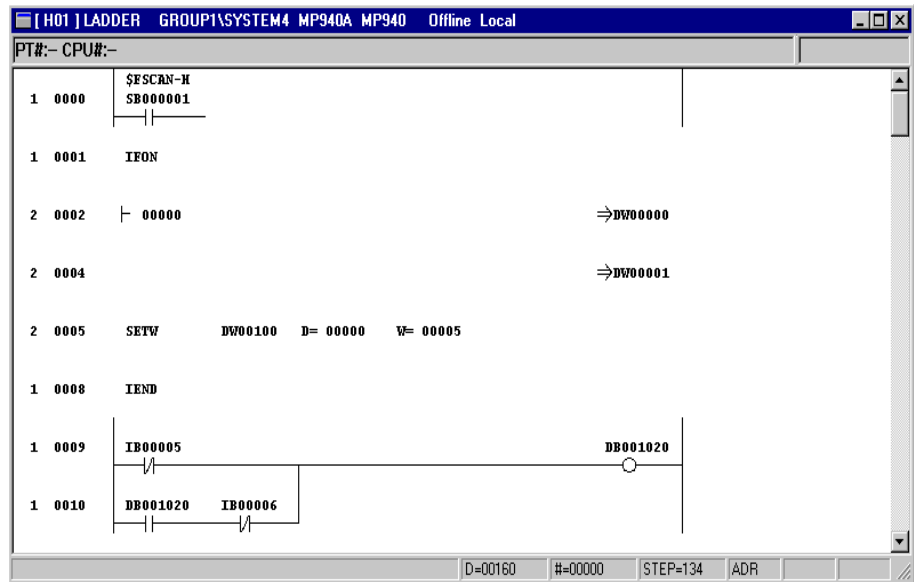 [ H01 ] LADDER GROUP1\SYSTEM4 MP940A MP940 Offline Local
PT#:– CPU#:–
$FSCAN-H
1 0000 SB000001
1 0001 IFON
2 0002 ├ 00000 ⇒DW00000
2 0004 ⇒DW00001
2 0005 SETW DW00100 D= 00000 W= 00005
1 0008 IEND
1 0009 IB00005 DB001020
1 0010 DB001020 IB00006
D=00160 #=00000 STEP=134 ADR